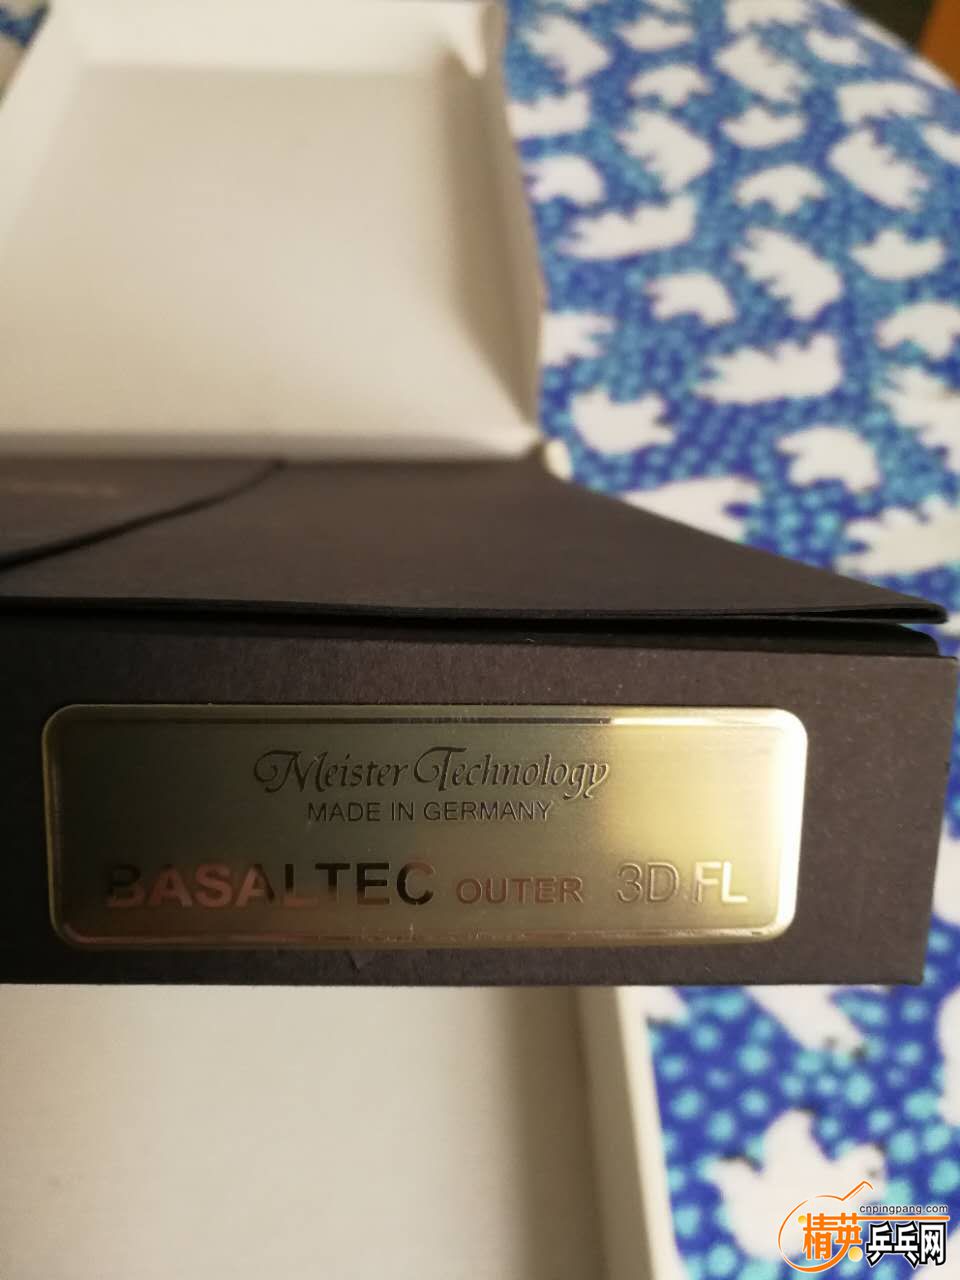 Meister Technology
MADE IN GERMANY
BASALTEC OUTER 3D.FL
cnpingpang.com
精英乒乓网